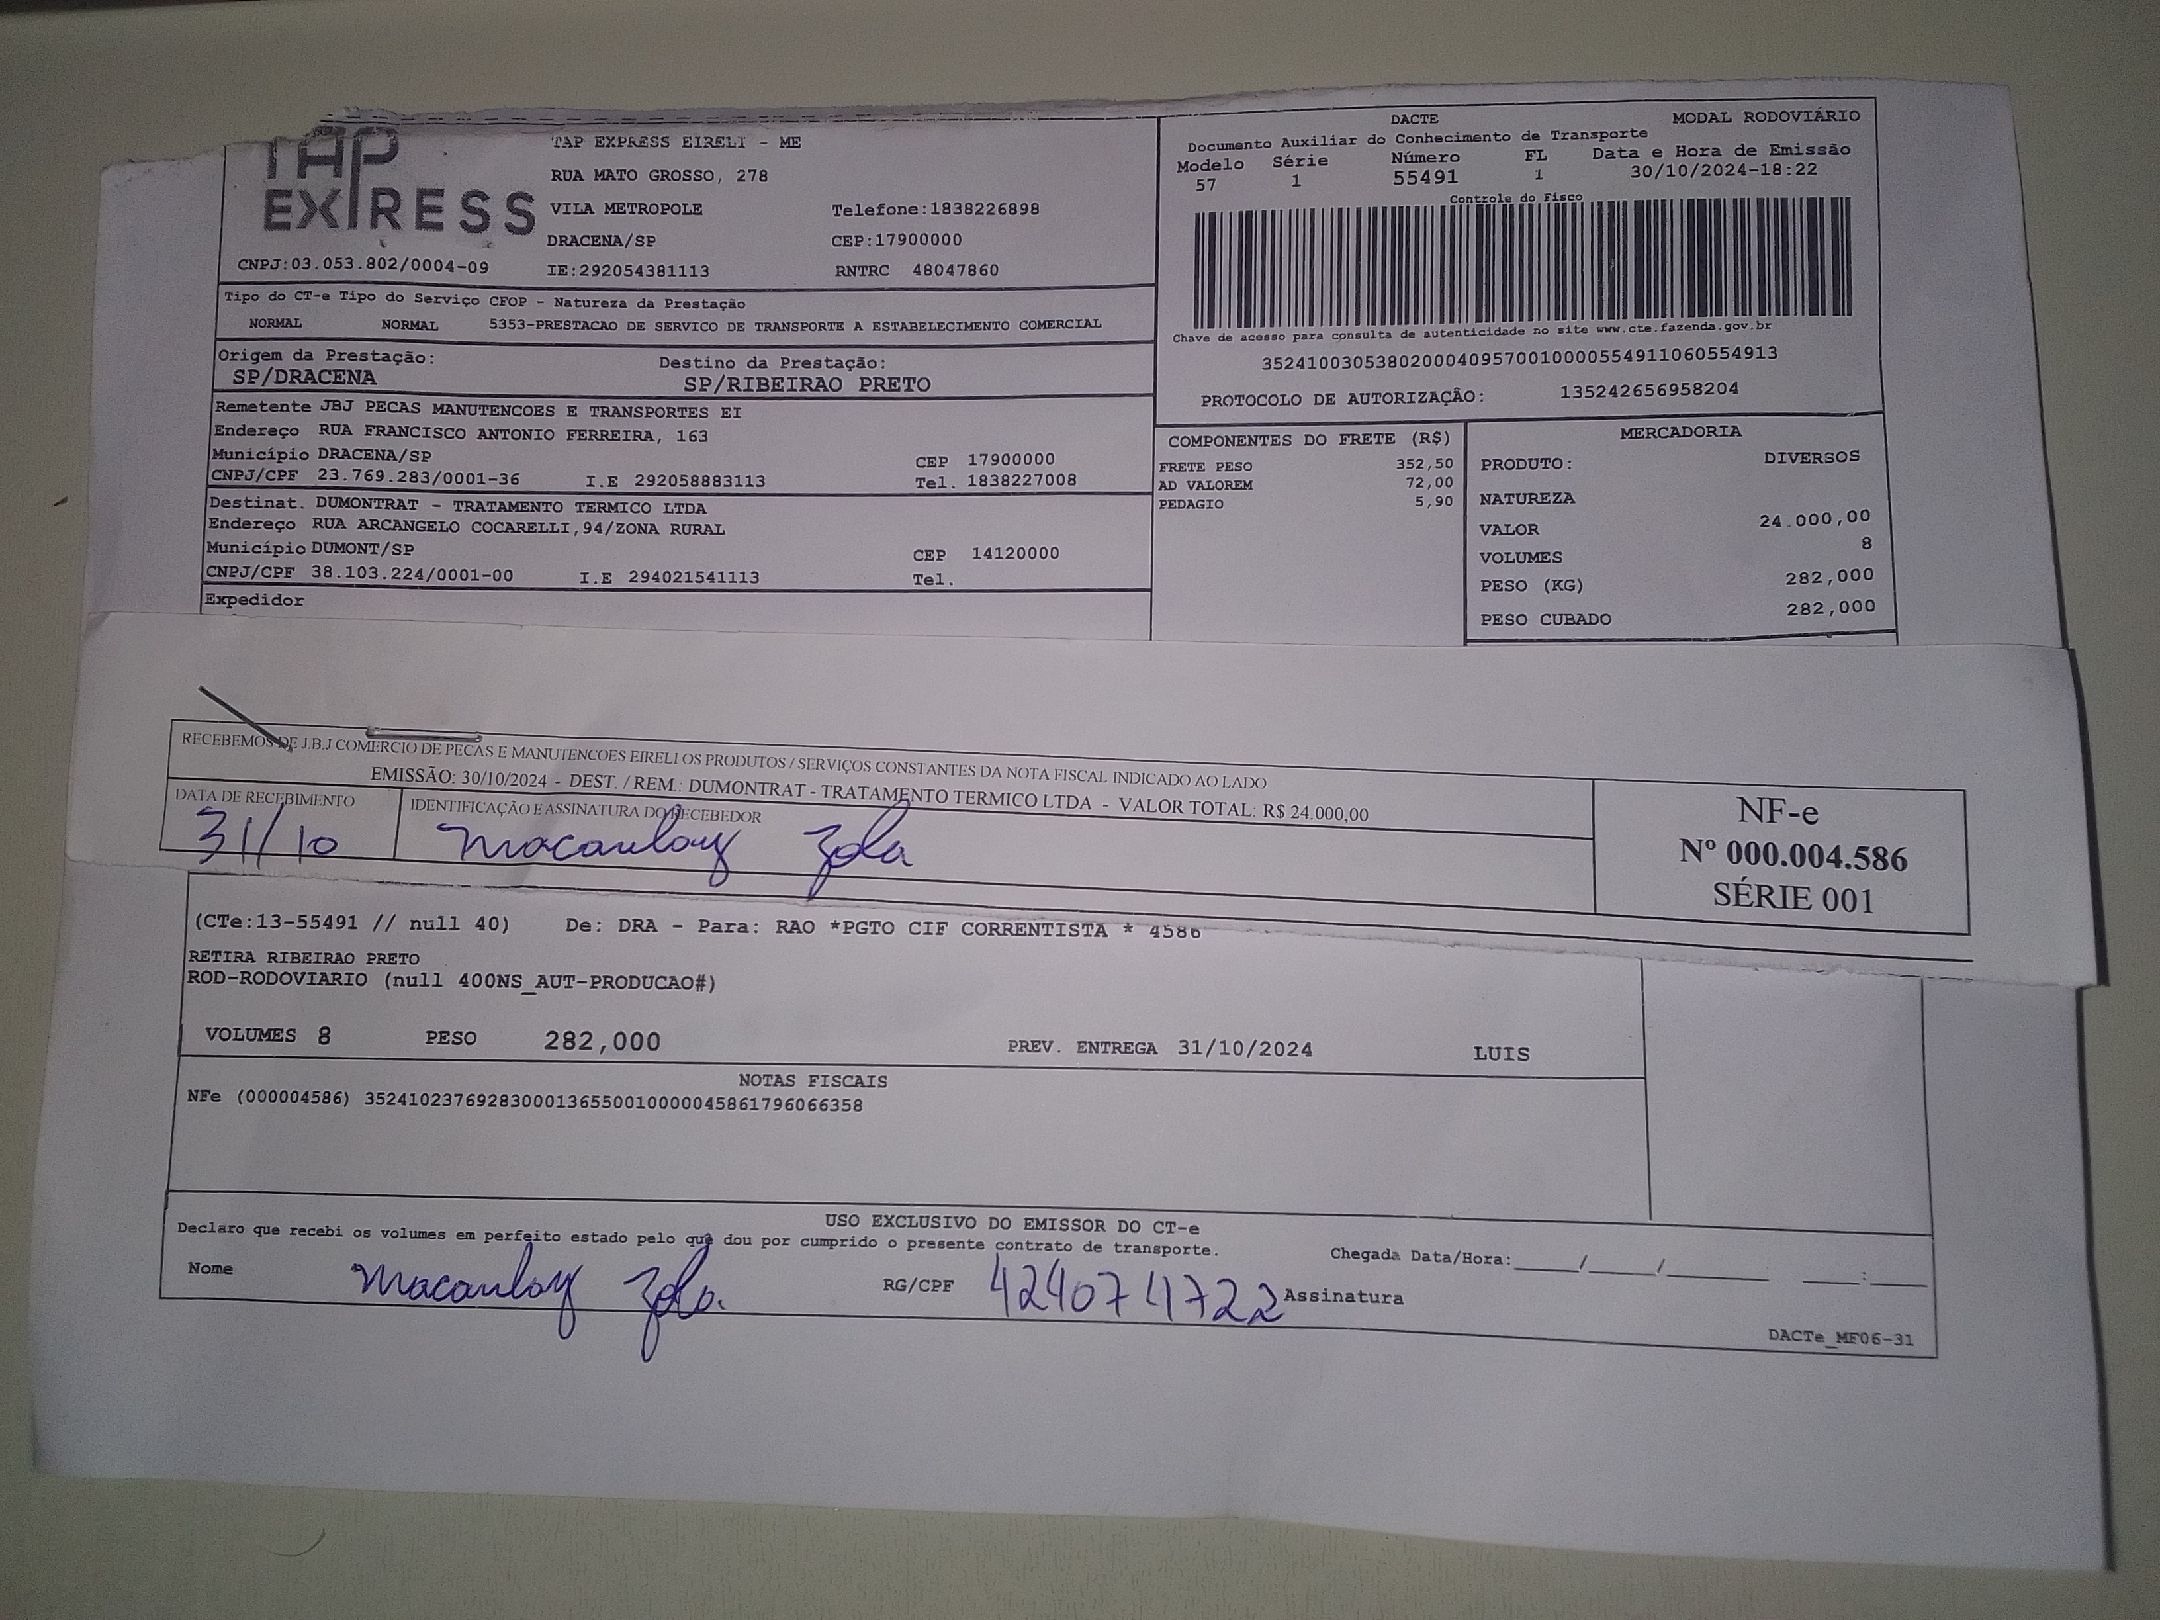 TAP
EXPRESS
TAP EXPRESS EIRELI - ME
RUA MATO GROSSO, 278
VILA METROPOLE Telefone:1838226898
DRACENA/SP CEP:17900000
CNPJ:03.053.802/0004-09 IE:292054381113 RNTRC 48047860
DACTE MODAL RODOVIÁRIO
Documento Auxiliar do Conhecimento de Transporte
Modelo Série Número FL Data e Hora de Emissão
57 1 55491 1 30/10/2024-18:22
Controle do Fisco
Chave de acesso para consulta de autenticidade no site www.cte.fazenda.gov.br
35241003053802000409570010000554911060554913
PROTOCOLO DE AUTORIZAÇÃO: 135242656958204
Tipo do CT-e Tipo do Serviço CFOP - Natureza da Prestação
NORMAL NORMAL 5353-PRESTACAO DE SERVICO DE TRANSPORTE A ESTABELECIMENTO COMERCIAL
Origem da Prestação: Destino da Prestação:
SP/DRACENA SP/RIBEIRAO PRETO
Remetente JBJ PECAS MANUTENCOES E TRANSPORTES EI
Endereço RUA FRANCISCO ANTONIO FERREIRA, 163
Município DRACENA/SP CEP 17900000
CNPJ/CPF 23.769.283/0001-36 I.E 292058883113 Tel. 1838227008
Destinat. DUMONTRAT - TRATAMENTO TERMICO LTDA
Endereço RUA ARCANGELO COCARELLI,94/ZONA RURAL
Município DUMONT/SP CEP 14120000
CNPJ/CPF 38.103.224/0001-00 I.E 294021541113 Tel.
Expedidor
COMPONENTES DO FRETE (R$)
FRETE PESO 352,50
AD VALOREM 72,00
PEDAGIO 5,90
MERCADORIA
PRODUTO: DIVERSOS
NATUREZA
VALOR 24.000,00
VOLUMES 8
PESO (KG) 282,000
PESO CUBADO 282,000
RECEBEMOS DE J.B.J COMERCIO DE PECAS E MANUTENCOES EIRELI OS PRODUTOS / SERVIÇOS CONSTANTES DA NOTA FISCAL INDICADO AO LADO
EMISSÃO: 30/10/2024 - DEST. / REM.: DUMONTRAT - TRATAMENTO TERMICO LTDA - VALOR TOTAL: R$ 24.000,00
DATA DE RECEBIMENTO IDENTIFICAÇÃO E ASSINATURA DO RECEBEDOR
31/10 Macaulay Zola
NF-e
Nº 000.004.586
SÉRIE 001
(CTe:13-55491 // null 40) De: DRA - Para: RAO *PGTO CIF CORRENTISTA * 4586
RETIRA RIBEIRAO PRETO
ROD-RODOVIARIO (null 400NS_AUT-PRODUCAO#)
VOLUMES 8 PESO 282,000 PREV. ENTREGA 31/10/2024 LUIS
NOTAS FISCAIS
NFe (000004586) 35241023769283000136550010000045861796066358
USO EXCLUSIVO DO EMISSOR DO CT-e
Declaro que recebi os volumes em perfeito estado pelo quê dou por cumprido o presente contrato de transporte. Chegada Data/Hora:____/____/______ ___:___
Nome Macaulay Zola. RG/CPF 424074722 Assinatura
DACTe_MF06-31